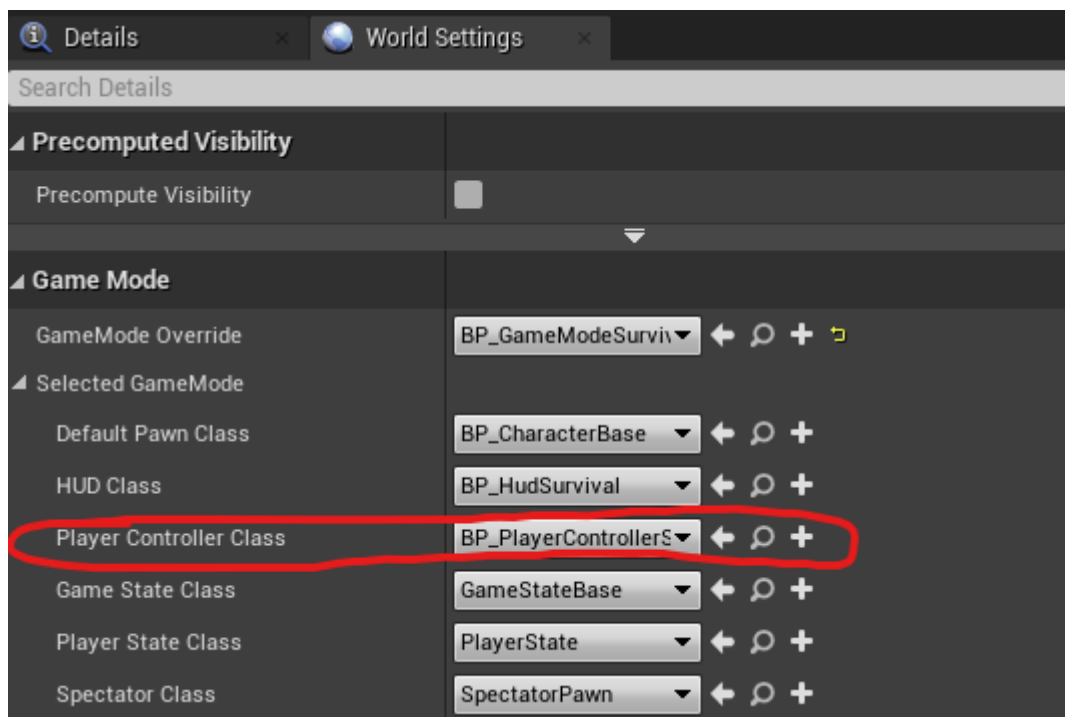 Details
World Settings
Search Details
Precomputed Visibility
Precompute Visibility
Game Mode
GameMode Override BP_GameModeSurviv
Selected GameMode
Default Pawn Class BP_CharacterBase
HUD Class BP_HudSurvival
Player Controller Class BP_PlayerControllerS
Game State Class GameStateBase
Player State Class PlayerState
Spectator Class SpectatorPawn